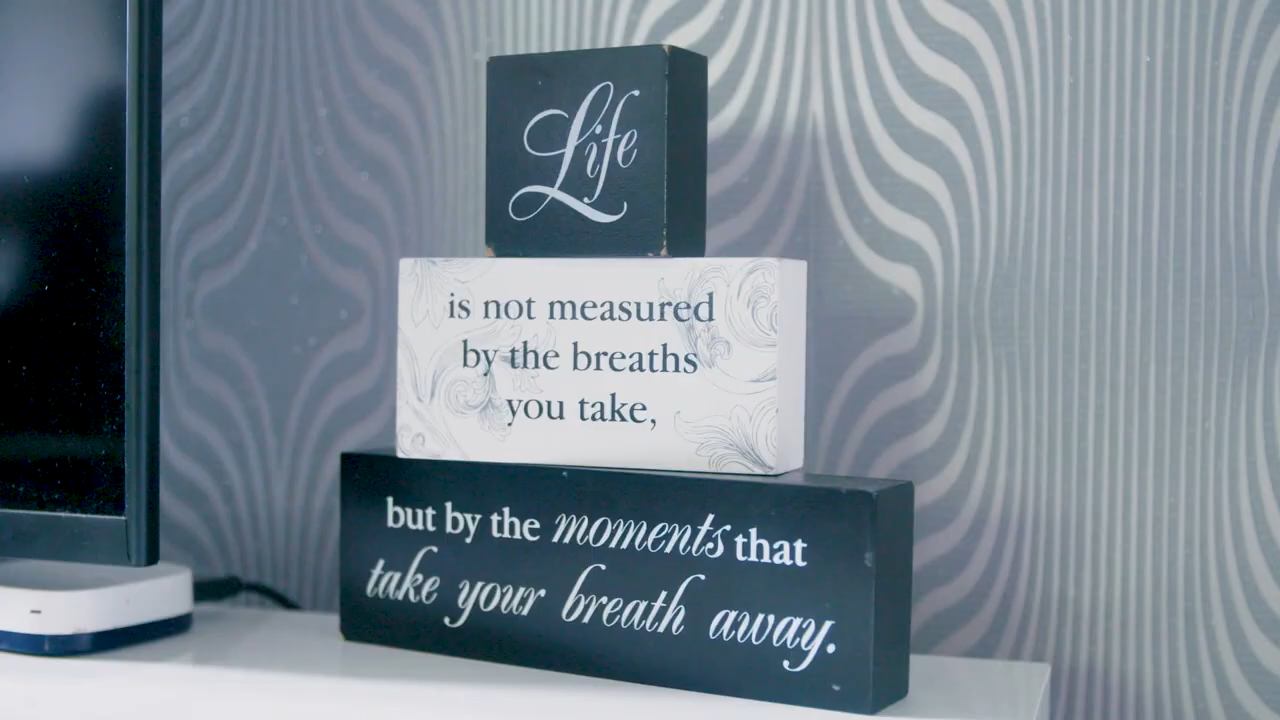 Life
is not measured
by the breaths
you take,
but by the moments that
take your breath away.